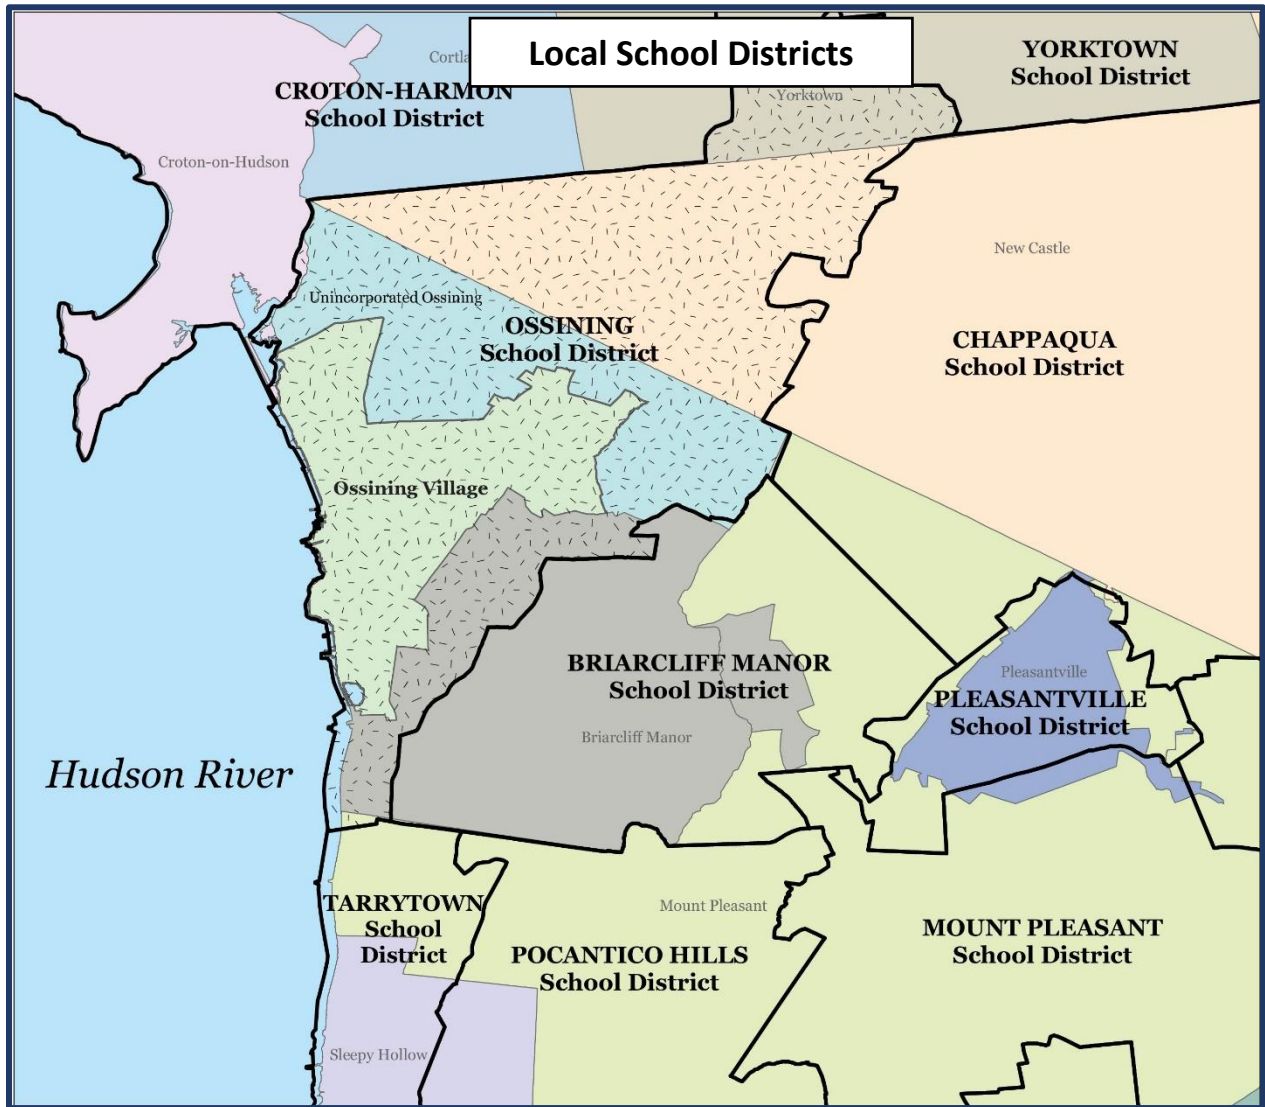 Local School Districts
YORKTOWN
School District
Cortla
CROTON-HARMON
School District
Yorktown
Croton-on-Hudson
New Castle
Unincorporated Ossining
OSSINING
School District
CHAPPAQUA
School District
Ossining Village
BRIARCLIFF MANOR
School District
Pleasantville
PLEASANTVILLE
School District
Briarcliff Manor
Hudson River
TARRYTOWN
School
District
Mount Pleasant
POCANTICO HILLS
School District
MOUNT PLEASANT
School District
Sleepy Hollow